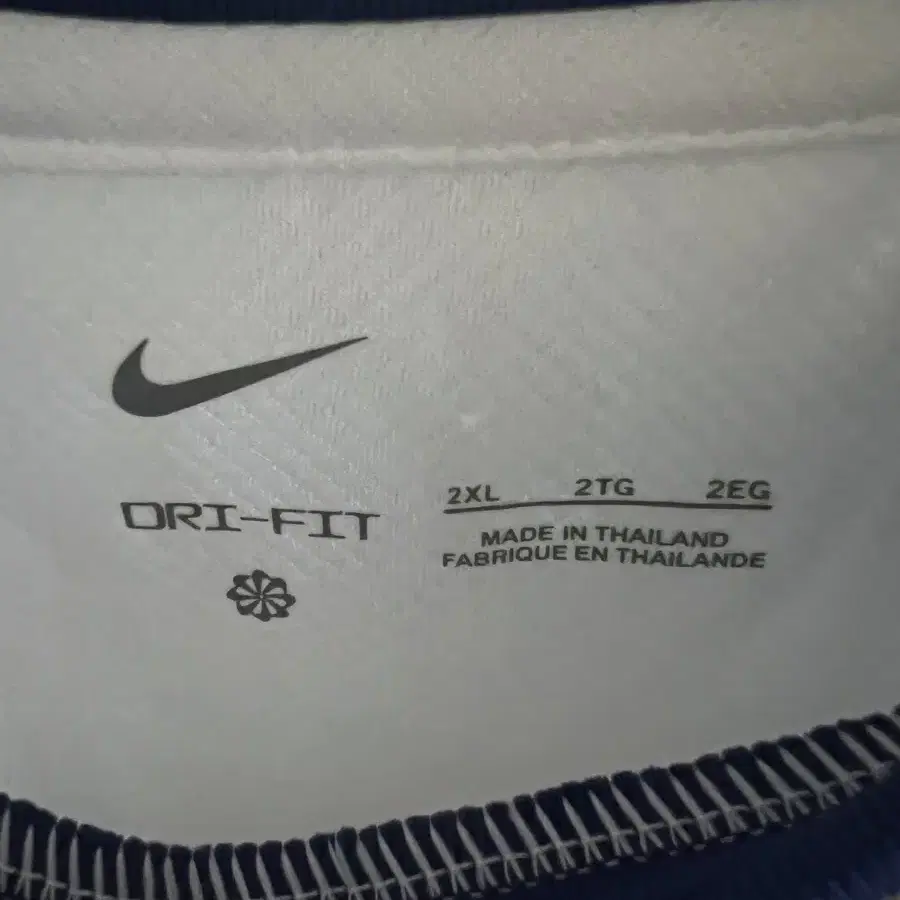 DRI-FIT
2XL 2TG 2EG
MADE IN THAILAND
FABRIQUE EN THAILANDE